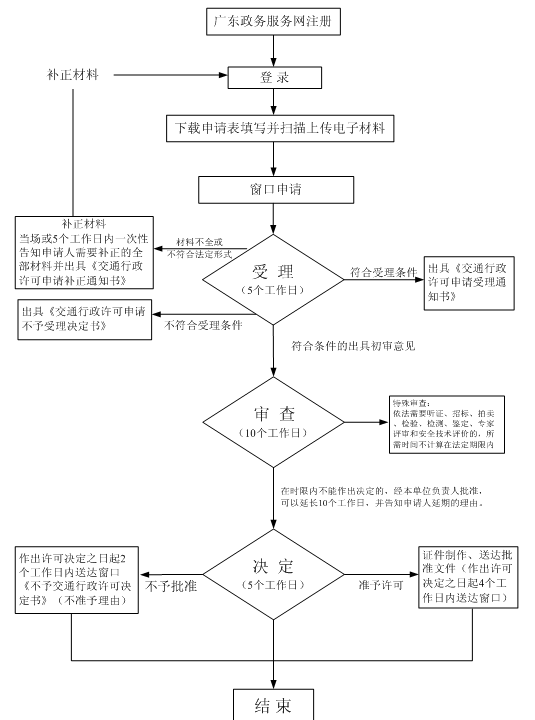 广东政务服务网注册
补正材料
登 录
下载申请表填写并扫描上传电子材料
窗口申请
补正材料
当场或5个工作日内一次性
告知申请人需要补正的全
部材料并出具《交通行政
许可申请补正通知书》
材料不全或
不符合法定形式
受 理
（5个工作日）
符合受理条件
出具《交通行政
许可申请受理通
知书》
出具《交通行政许可申请
不予受理决定书》
不符合受理条件
符合条件的出具初审意见
审 查
（10个工作日）
特殊审查：
依法需要听证、招标、拍卖
、检验、检测、鉴定、专家
评审和安全技术评价的，所
需时间不计算在法定期限内
在时限内不能作出决定的，经本单位负责人批准，
可以延长10个工作日，并告知申请人延期的理由。
作出许可决定之日起2
个工作日内送达窗口
《不予交通行政许可决
定书》（不准予理由）
不予批准
决 定
（5个工作日）
准予许可
证件制作、送达批
准文件（作出许可
决定之日起4个工
作日内送达窗口）
结 束